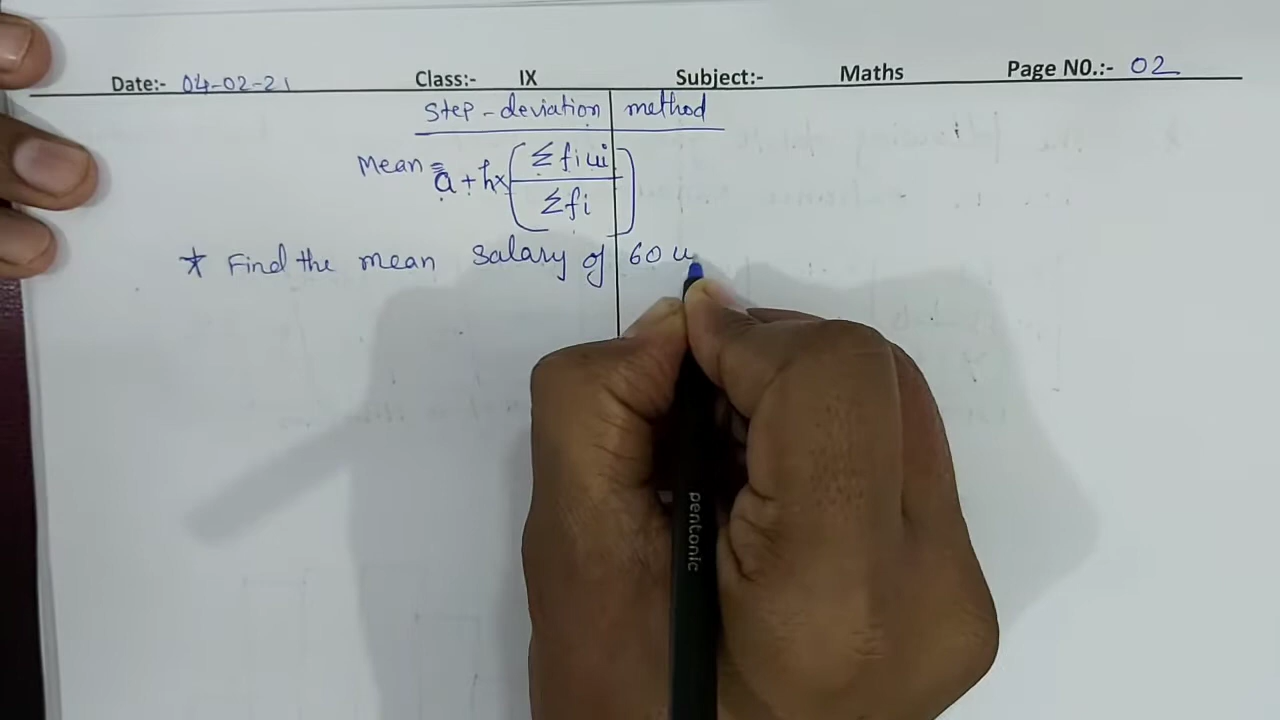 Date:- 04-02-21 Class:- IX Subject:- Maths Page NO.:- 02
Step-deviation method
Mean = a + h× (Σfiui / Σfi)
* Find the mean salary of 60
pentonic